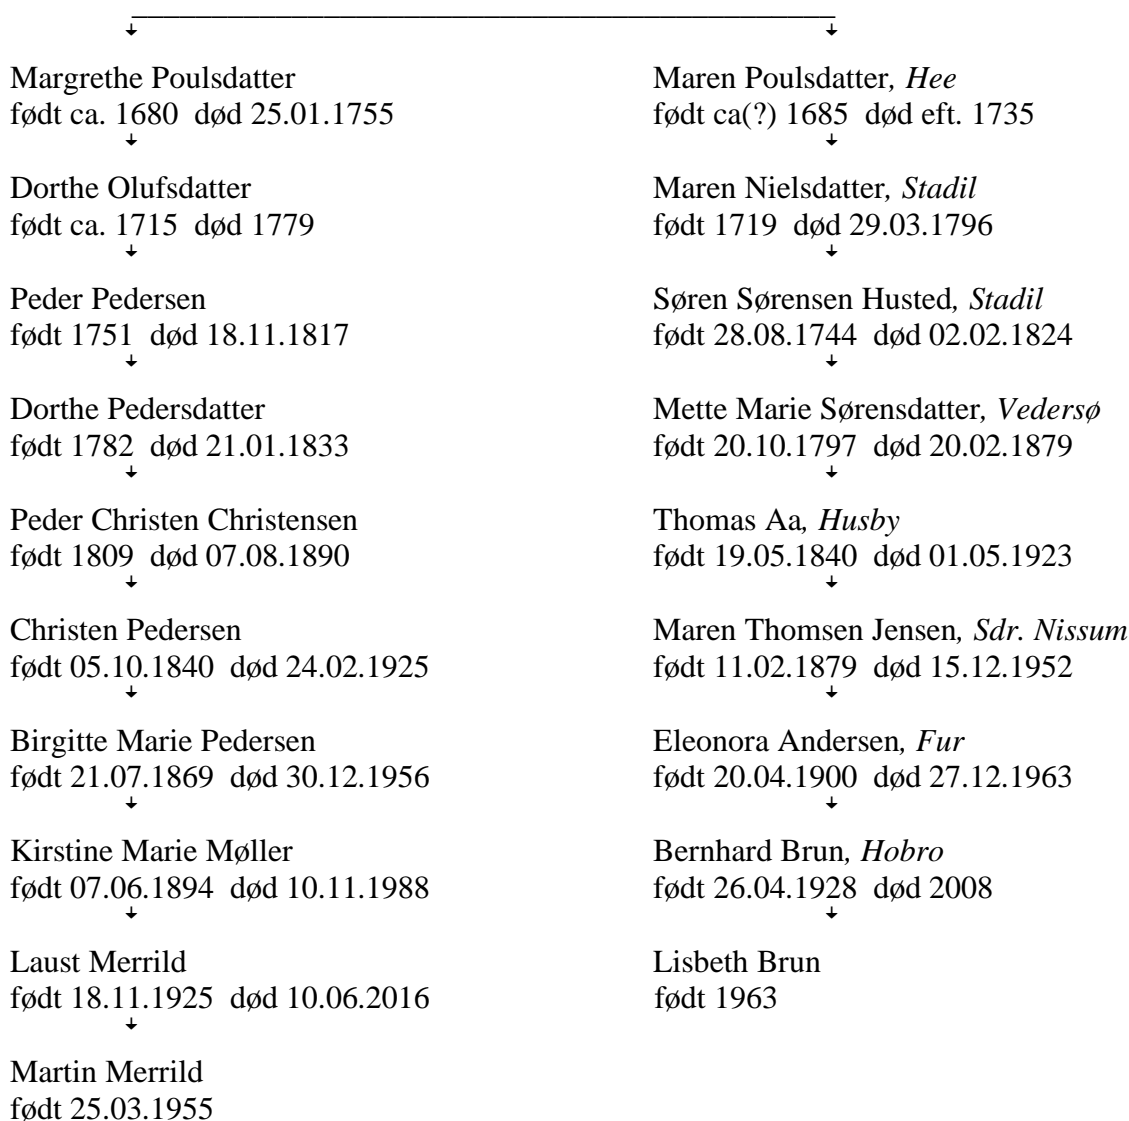 Margrethe Poulsdatter
født ca. 1680 død 25.01.1755
Dorthe Olufsdatter
født ca. 1715 død 1779
Peder Pedersen
født 1751 død 18.11.1817
Dorthe Pedersdatter
født 1782 død 21.01.1833
Peder Christen Christensen
født 1809 død 07.08.1890
Christen Pedersen
født 05.10.1840 død 24.02.1925
Birgitte Marie Pedersen
født 21.07.1869 død 30.12.1956
Kirstine Marie Møller
født 07.06.1894 død 10.11.1988
Laust Merrild
født 18.11.1925 død 10.06.2016
Martin Merrild
født 25.03.1955
Maren Poulsdatter, Hee
født ca(?) 1685 død eft. 1735
Maren Nielsdatter, Stadil
født 1719 død 29.03.1796
Søren Sørensen Husted, Stadil
født 28.08.1744 død 02.02.1824
Mette Marie Sørensdatter, Vedersø
født 20.10.1797 død 20.02.1879
Thomas Aa, Husby
født 19.05.1840 død 01.05.1923
Maren Thomsen Jensen, Sdr. Nissum
født 11.02.1879 død 15.12.1952
Eleonora Andersen, Fur
født 20.04.1900 død 27.12.1963
Bernhard Brun, Hobro
født 26.04.1928 død 2008
Lisbeth Brun
født 1963